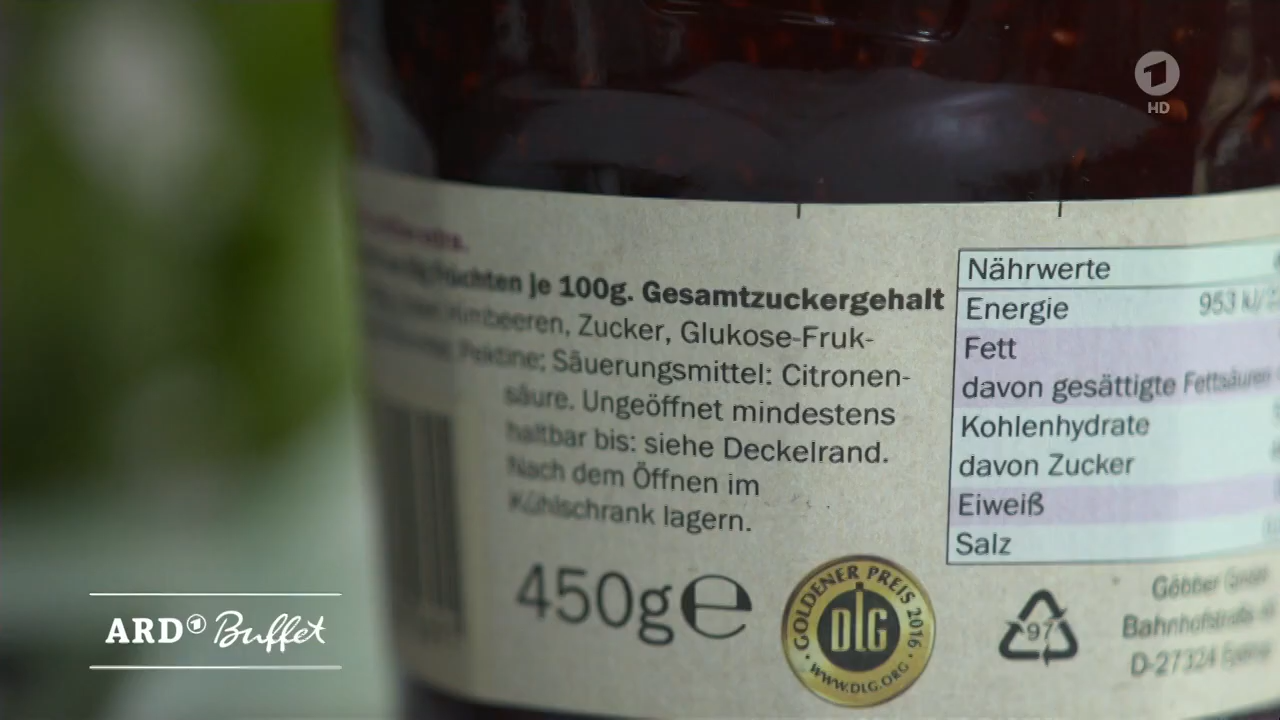 1
HD
je 100g. Gesamtzuckergehalt
Zucker, Glukose-Fruk-
Pektine; Säuerungsmittel: Citronen-
säure. Ungeöffnet mindestens
haltbar bis: siehe Deckelrand.
Nach dem Öffnen im
Kühlschrank lagern.
450g e
GOLDENER PREIS 2016
DLG
WWW.DLG.ORG
Nährwerte
Energie 953
Fett
davon gesättigte Fettsäuren
Kohlenhydrate
davon Zucker
Eiweiß
Salz
97
Göbber
Bahnhofstraße
D-27324
ARD Buffet